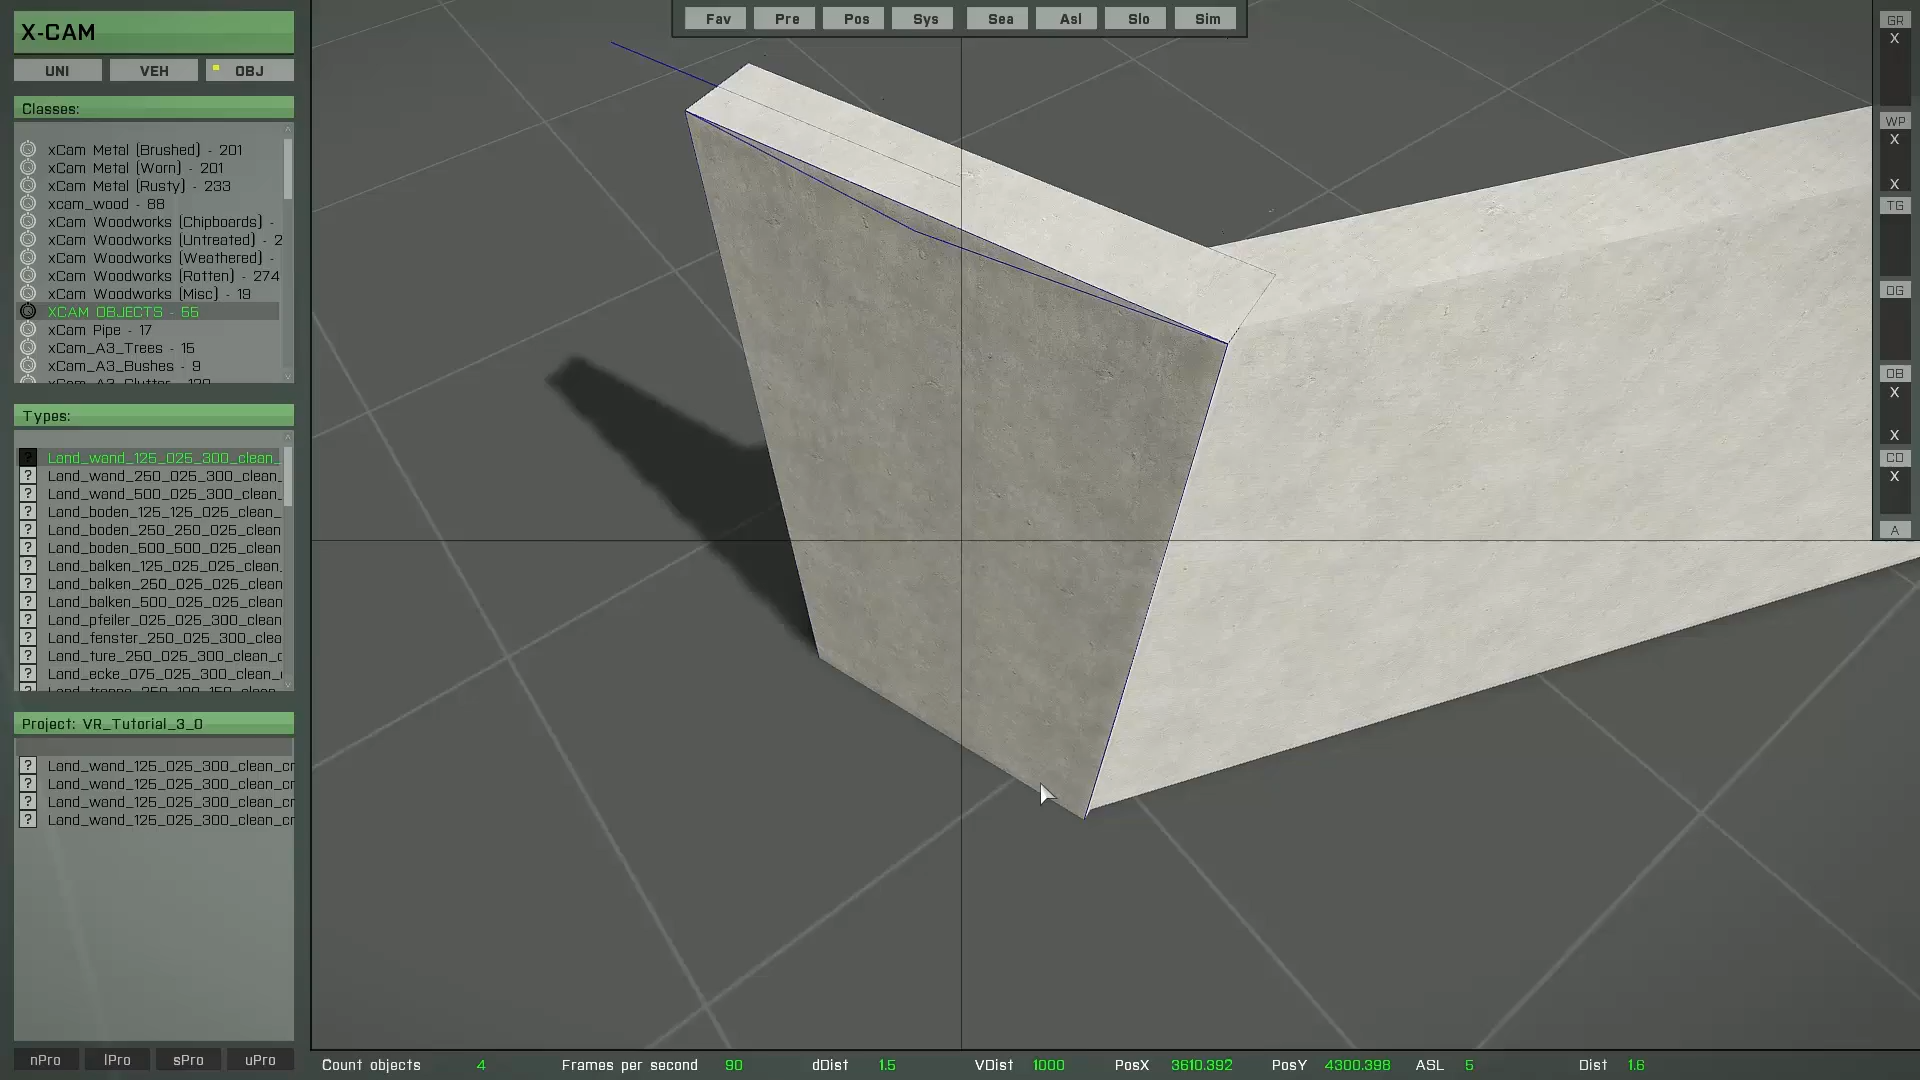 X-CAM
UNI VEH OBJ
Classes:
xCam Metal (Brushed) - 201
xCam Metal (Worn) - 201
xCam Metal (Rusty) - 233
xcam_wood - 88
xCam Woodworks (Chipboards) -
xCam Woodworks (Untreated) - 2
xCam Woodworks (Weathered) -
xCam Woodworks (Rotten) - 274
xCam Woodworks (Misc) - 19
XCAM OBJECTS - 55
xCam Pipe - 17
xCam_A3_Trees - 15
xCam_A3_Bushes - 9
Types:
? Land_wand_125_025_300_clean_
? Land_wand_250_025_300_clean_
? Land_wand_500_025_300_clean_
? Land_boden_125_125_025_clean_
? Land_boden_250_250_025_clean
? Land_boden_500_500_025_clean
? Land_balken_125_025_025_clean_
? Land_balken_250_025_025_clean
? Land_balken_500_025_025_clean
? Land_pfeiler_025_025_300_clean
? Land_fenster_250_025_300_clea
? Land_ture_250_025_300_clean_c
? Land_ecke_075_025_300_clean_
Project: VR_Tutorial_3_0
? Land_wand_125_025_300_clean_cr
? Land_wand_125_025_300_clean_cr
? Land_wand_125_025_300_clean_cr
? Land_wand_125_025_300_clean_cr
nPro lPro sPro uPro
Fav Pre Pos Sys Sea Asl Slo Sim
GR
X
WP
X
X
TG
OG
OB
X
X
CO
X
A
Count objects 4 Frames per second 90 dDist 1.5 VDist 1000 PosX 3610.392 PosY 4300.398 ASL 5 Dist 1.6